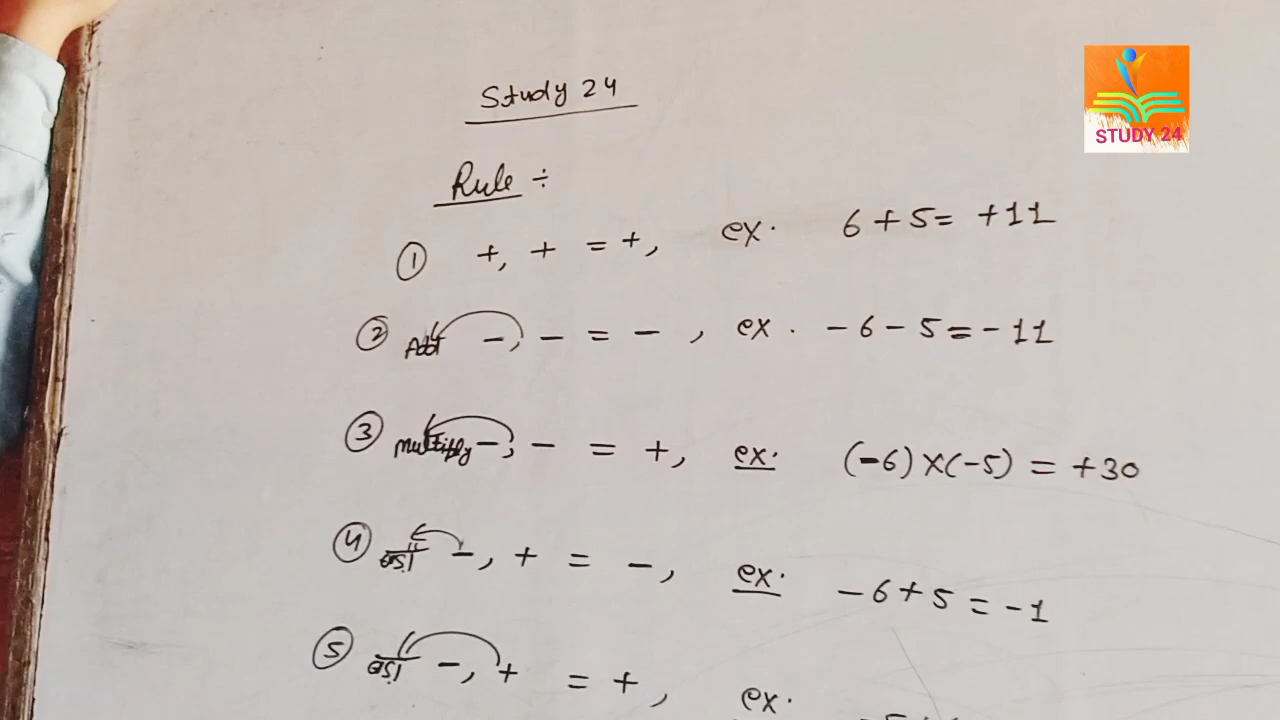 Study 24
STUDY 24
Rule ÷
① +, + = +, ex. 6 + 5 = +11
② Add -, - = -, ex. - 6 - 5 = - 11
③ multiply -, - = +, ex: (-6) X (-5) = +30
④ बड़ा -, + = -, ex: - 6 + 5 = - 1
⑤ बड़ा -, + = +, ex.